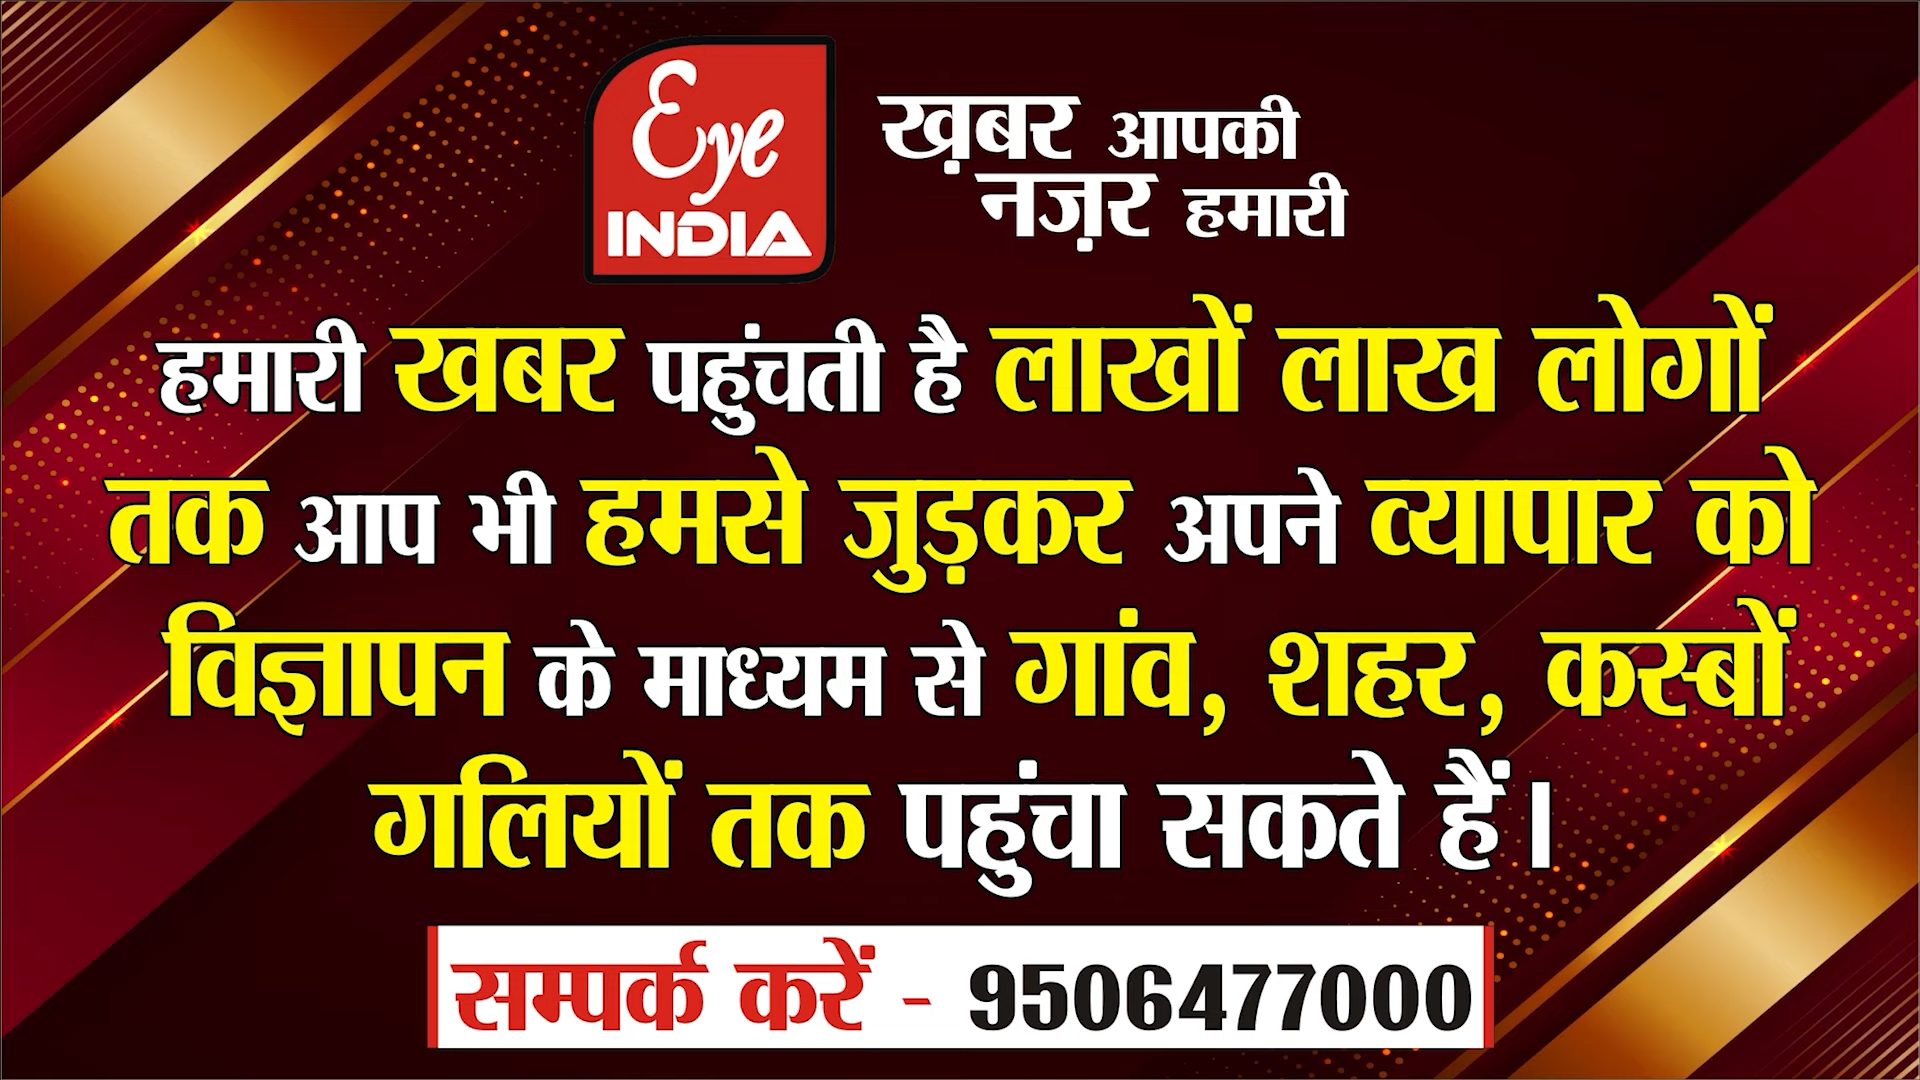 Eye
INDIA
ख़बर आपकी
नज़र हमारी
हमारी खबर पहुंचती है लाखों लाख लोगों
तक आप भी हमसे जुड़कर अपने व्यापार को
विज्ञापन के माध्यम से गांव, शहर, कस्बों
गलियों तक पहुंचा सकते हैं।
सम्पर्क करें - 9506477000